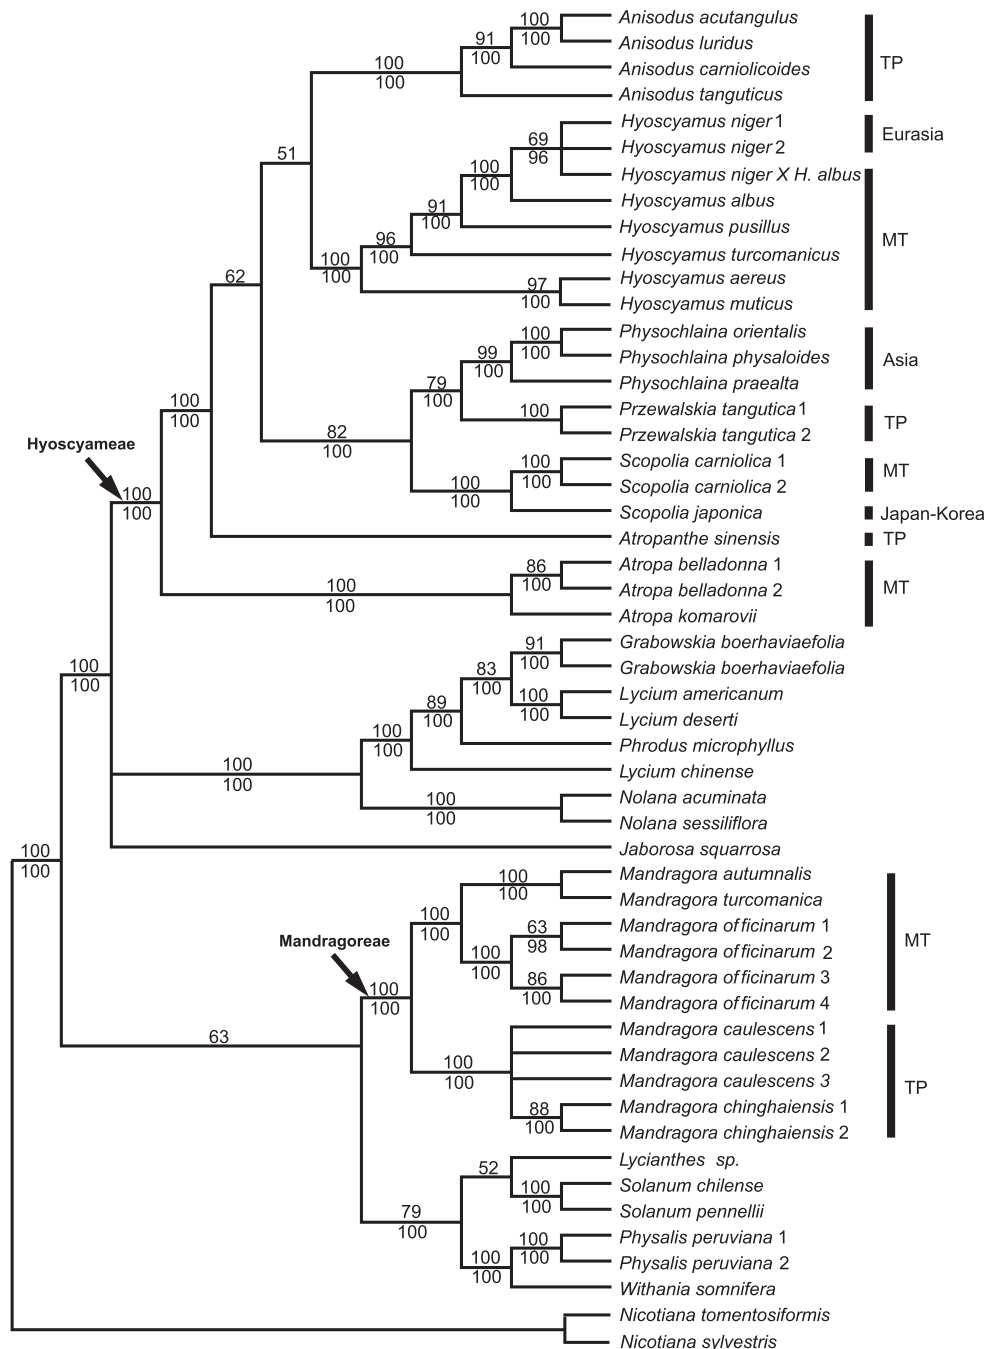 Anisodus acutangulus
Anisodus luridus
Anisodus carniolicoides
Anisodus tanguticus
TP
Hyoscyamus niger 1
Hyoscyamus niger 2
Eurasia
Hyoscyamus niger X H. albus
Hyoscyamus albus
Hyoscyamus pusillus
Hyoscyamus turcomanicus
Hyoscyamus aereus
Hyoscyamus muticus
MT
Physochlaina orientalis
Physochlaina physaloides
Physochlaina praealta
Asia
Przewalskia tangutica 1
Przewalskia tangutica 2
TP
Scopolia carniolica 1
Scopolia carniolica 2
MT
Scopolia japonica
Japan-Korea
Atropanthe sinensis
TP
Atropa belladonna 1
Atropa belladonna 2
Atropa komarovii
MT
Grabowskia boerhaviaefolia
Grabowskia boerhaviaefolia
Lycium americanum
Lycium deserti
Phrodus microphyllus
Lycium chinense
Nolana acuminata
Nolana sessiliflora
Jaborosa squarrosa
Mandragora autumnalis
Mandragora turcomanica
Mandragora officinarum 1
Mandragora officinarum 2
Mandragora officinarum 3
Mandragora officinarum 4
MT
Mandragora caulescens 1
Mandragora caulescens 2
Mandragora caulescens 3
Mandragora chinghaiensis 1
Mandragora chinghaiensis 2
TP
Lycianthes sp.
Solanum chilense
Solanum pennellii
Physalis peruviana 1
Physalis peruviana 2
Withania somnifera
Nicotiana tomentosiformis
Nicotiana sylvestris
Hyoscyameae
Mandragoreae
100
100
91
100
100
100
51
69
96
100
100
91
100
96
100
100
100
97
100
62
100
100
99
100
79
100
100
82
100
100
100
100
100
100
100
100
100
86
100
100
100
100
100
91
100
83
100
100
100
89
100
100
100
100
100
100
100
100
100
100
100
100
100
63
98
100
100
86
100
100
100
63
100
100
88
100
52
100
100
79
100
100
100
100
100